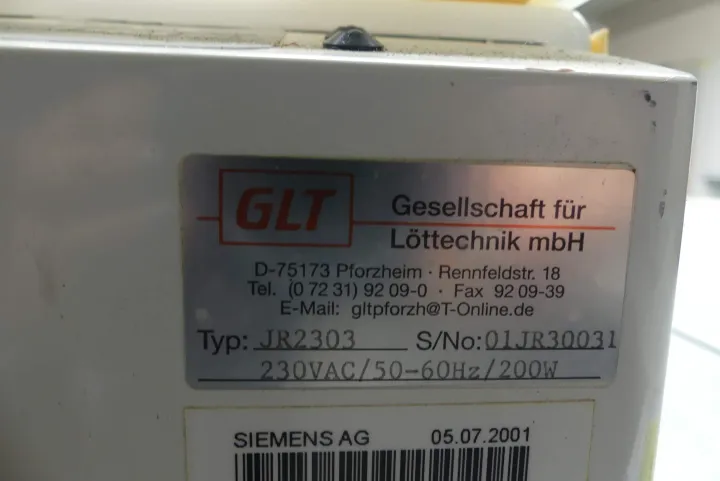 GLT
Gesellschaft für
Löttechnik mbH
D-75173 Pforzheim · Rennfeldstr. 18
Tel. (0 72 31) 92 09-0 · Fax 92 09-39
E-Mail: gltpforzh@T-Online.de
Typ: JR2303 S/No: 01JR30031
230VAC/50-60Hz/200W
SIEMENS AG 05.07.2001